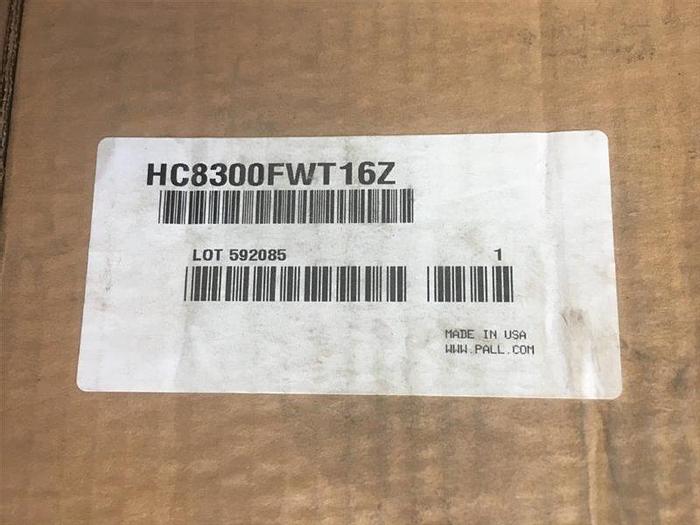 HC8300FWT16Z
LOT 592085 1
MADE IN USA
WWW.PALL.COM